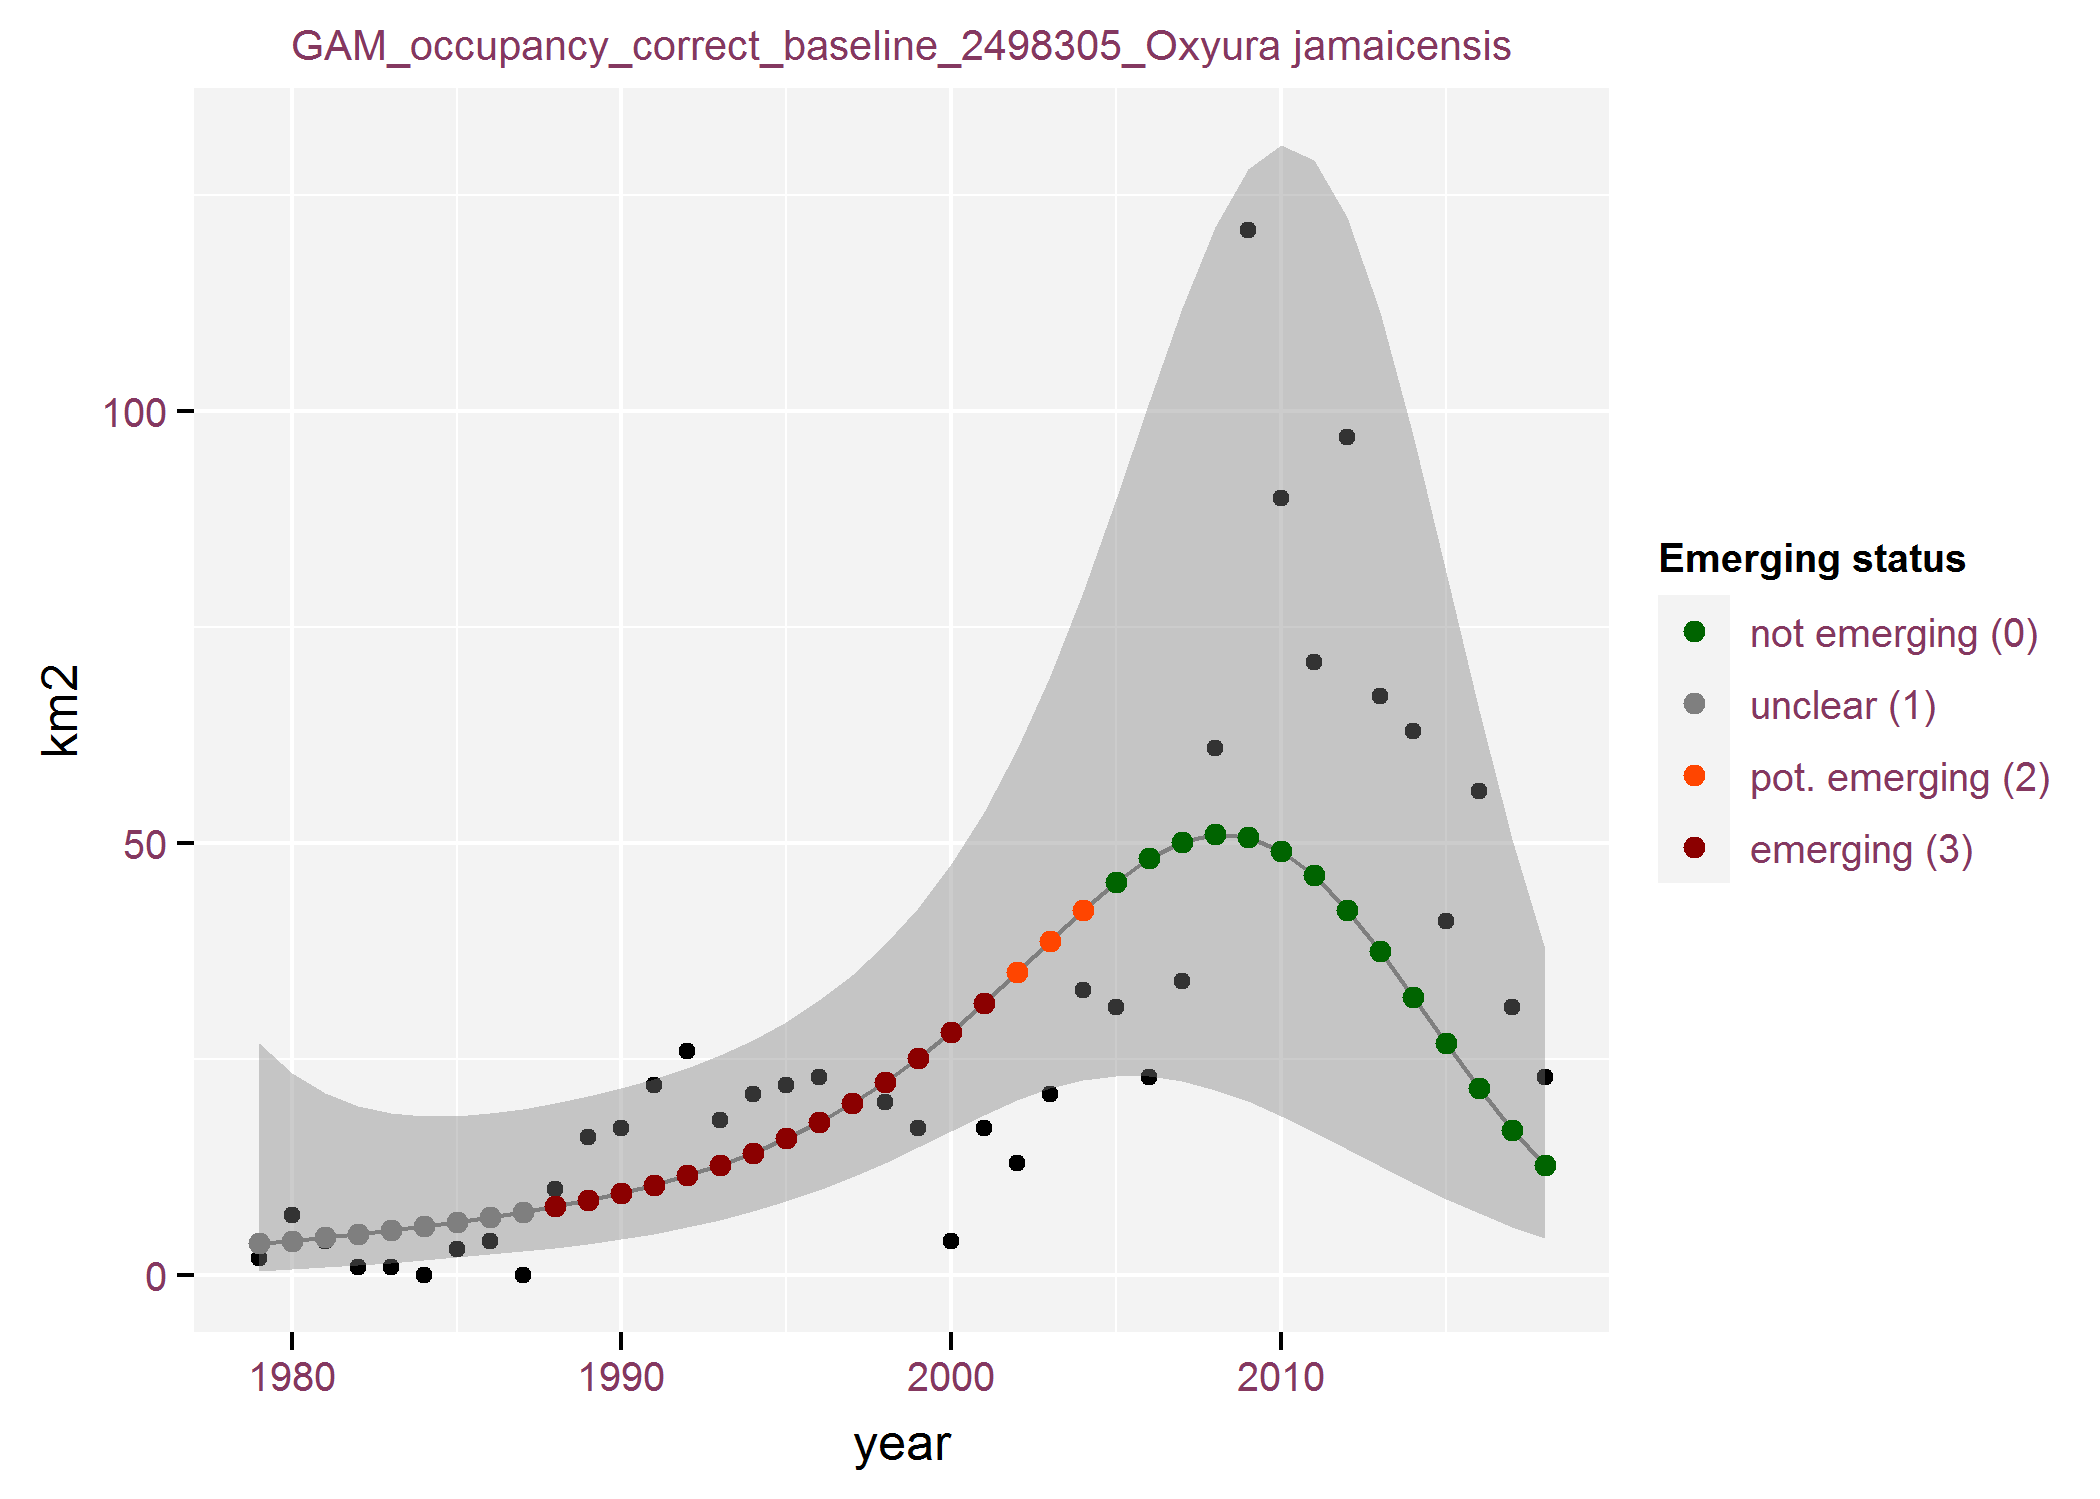 GAM_occupancy_correct_baseline_2498305_Oxyura jamaicensis
100
50
0
km2
1980 1990 2000 2010
year
Emerging status
not emerging (0)
unclear (1)
pot. emerging (2)
emerging (3)